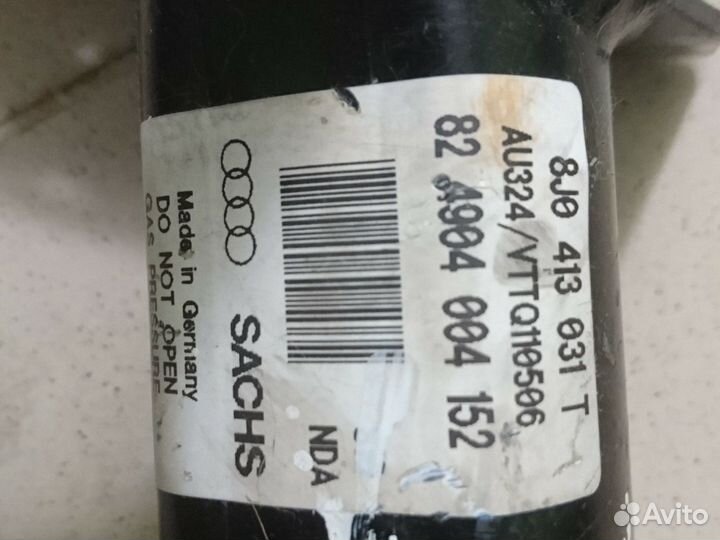 8J0 413 031 T
AU324/VTTQ110506
82 4904 004 152
NDA
SACHS
Made in Germany
DO NOT OPEN
GAS PRESSURE
Avito